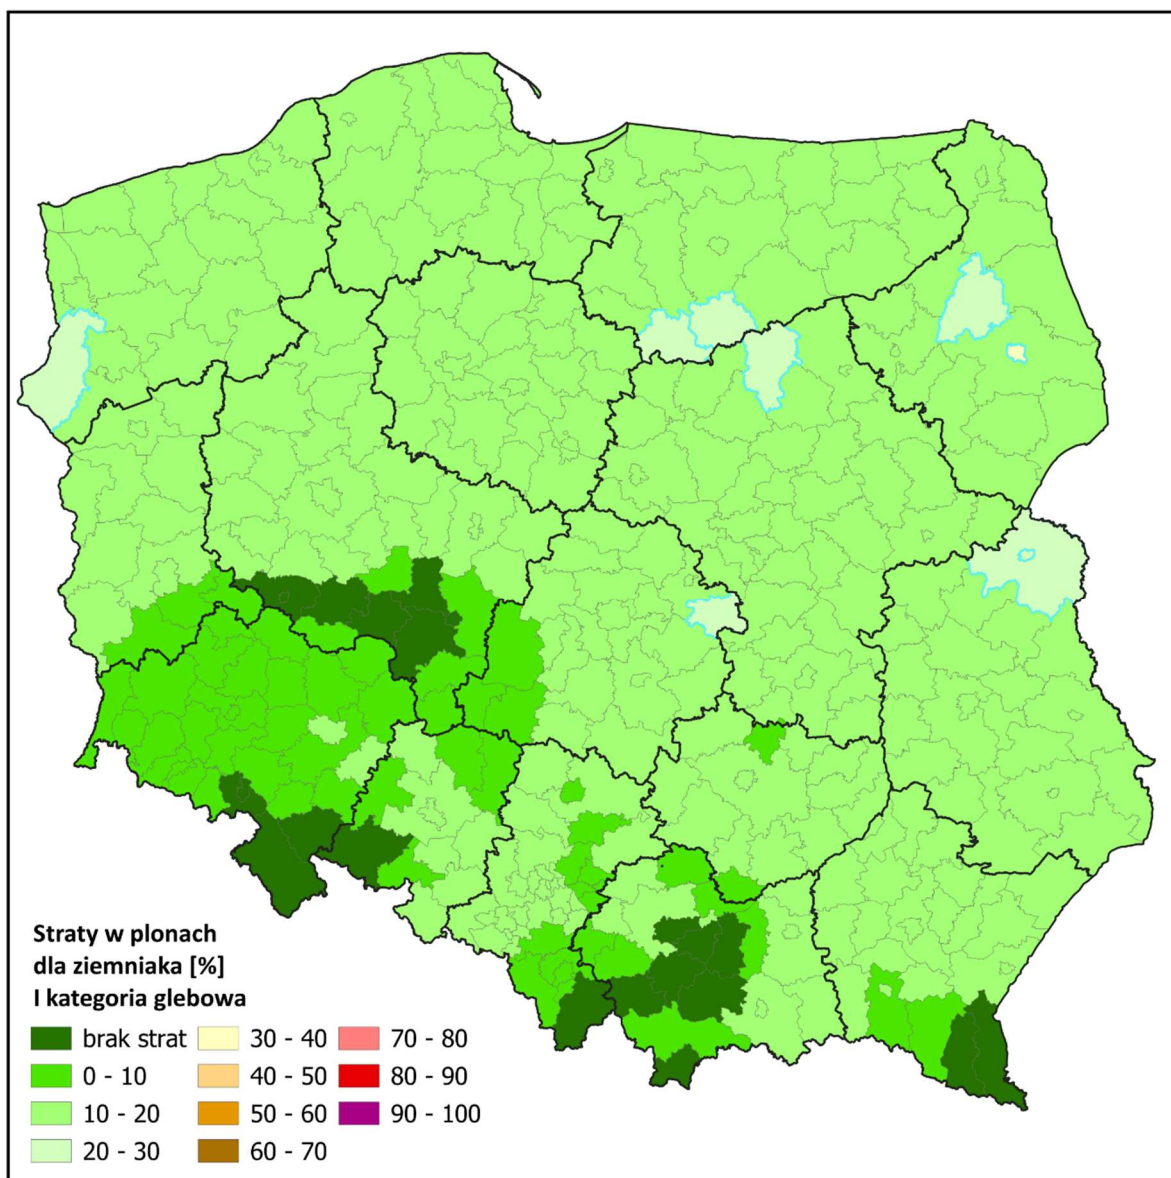 Straty w plonach
dla ziemniaka [%]
I kategoria glebowa
brak strat
0 - 10
10 - 20
20 - 30
30 - 40
40 - 50
50 - 60
60 - 70
70 - 80
80 - 90
90 - 100